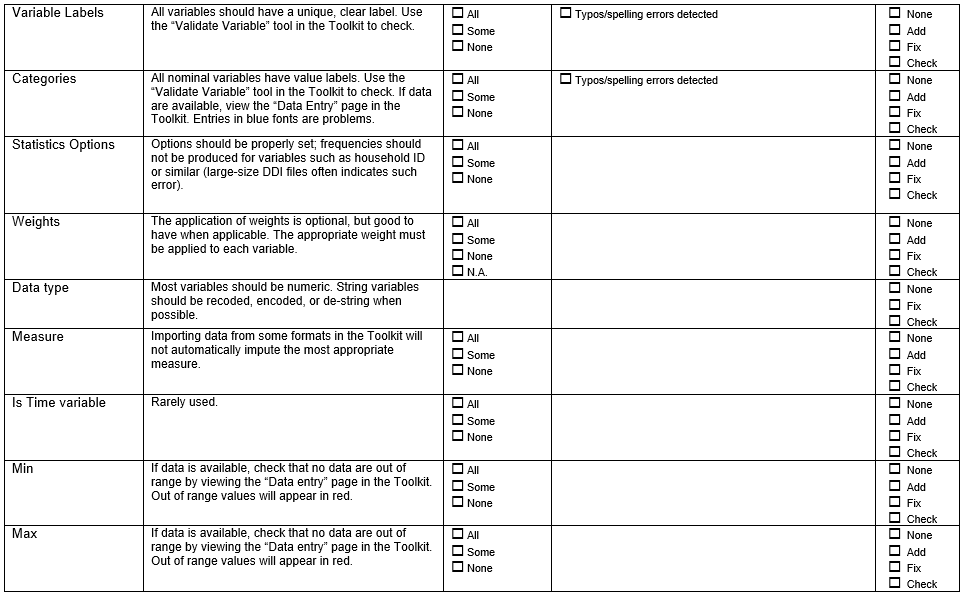 Variable Labels
All variables should have a unique, clear label. Use
the “Validate Variable” tool in the Toolkit to check.
☐ All
☐ Some
☐ None
☐ Typos/spelling errors detected
☐ None
☐ Add
☐ Fix
☐ Check
Categories
All nominal variables have value labels. Use the
“Validate Variable” tool in the Toolkit to check. If data
are available, view the “Data Entry” page in the
Toolkit. Entries in blue fonts are problems.
☐ All
☐ Some
☐ None
☐ Typos/spelling errors detected
☐ None
☐ Add
☐ Fix
☐ Check
Statistics Options
Options should be properly set; frequencies should
not be produced for variables such as household ID
or similar (large-size DDI files often indicates such
error).
☐ All
☐ Some
☐ None
☐ None
☐ Add
☐ Fix
☐ Check
Weights
The application of weights is optional, but good to
have when applicable. The appropriate weight must
be applied to each variable.
☐ All
☐ Some
☐ None
☐ N.A.
☐ None
☐ Add
☐ Fix
☐ Check
Data type
Most variables should be numeric. String variables
should be recoded, encoded, or de-string when
possible.
☐ None
☐ Fix
☐ Check
Measure
Importing data from some formats in the Toolkit will
not automatically impute the most appropriate
measure.
☐ All
☐ Some
☐ None
☐ None
☐ Add
☐ Fix
☐ Check
Is Time variable
Rarely used.
☐ All
☐ Some
☐ None
☐ None
☐ Add
☐ Fix
☐ Check
Min
If data is available, check that no data are out of
range by viewing the “Data entry” page in the Toolkit.
Out of range values will appear in red.
☐ All
☐ Some
☐ None
☐ None
☐ Add
☐ Fix
☐ Check
Max
If data is available, check that no data are out of
range by viewing the “Data entry” page in the Toolkit.
Out of range values will appear in red.
☐ All
☐ Some
☐ None
☐ None
☐ Add
☐ Fix
☐ Check